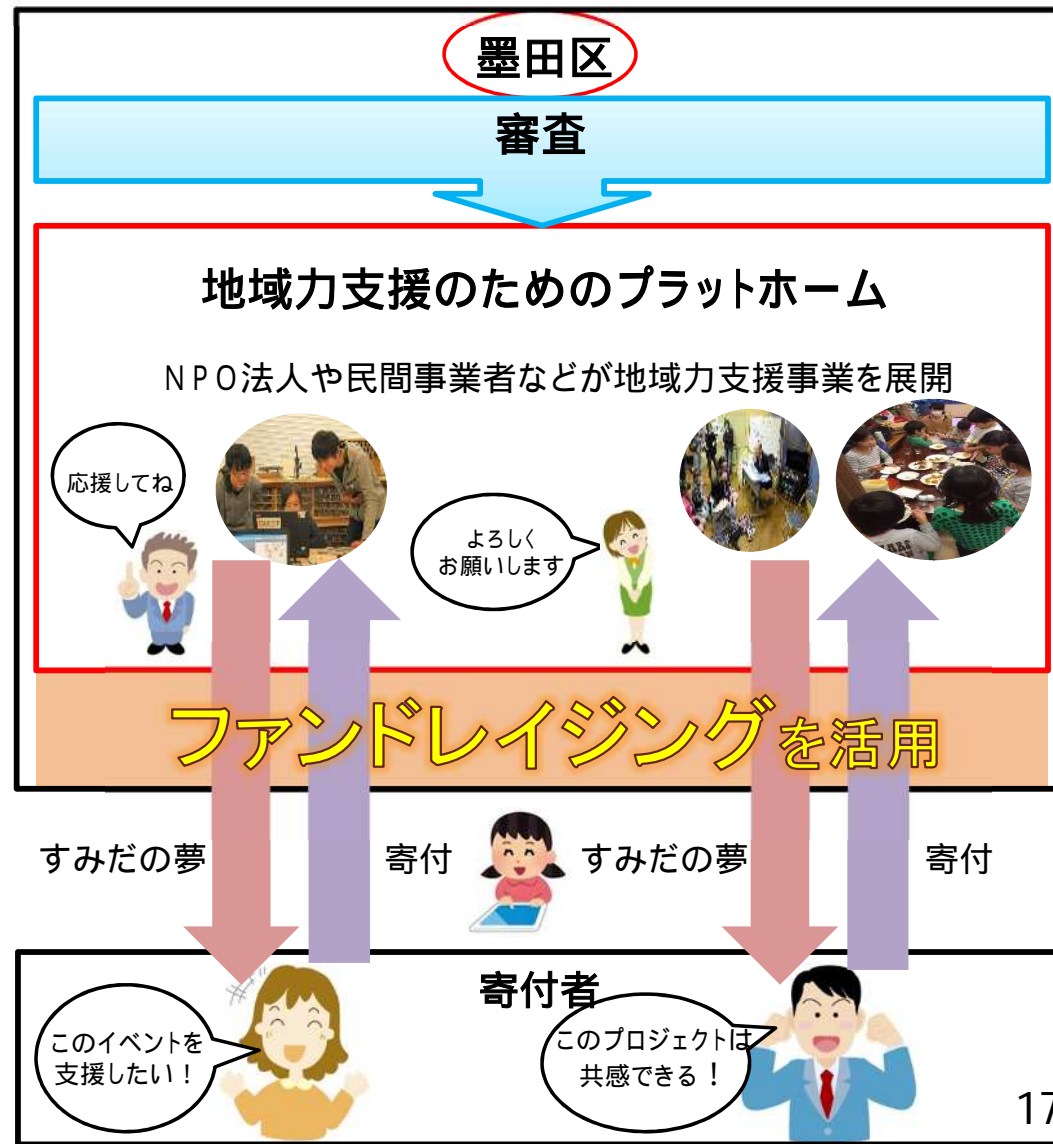 墨田区
審査
地域力支援のためのプラットホーム
NPO法人や民間事業者などが地域力支援事業を展開
応援してね
よろしく
お願いします
ファンドレイジングを活用
すみだの夢
寄付
すみだの夢
寄付
寄付者
このイベントを
支援したい！
このプロジェクトは
共感できる！
17